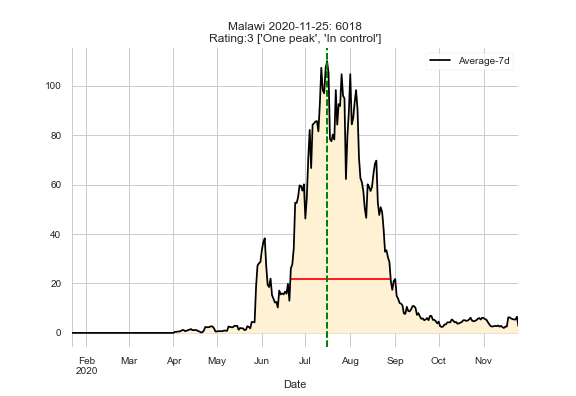 Malawi 2020-11-25: 6018
Rating:3 ['One peak', 'In control']
Average-7d
100
80
60
40
20
0
Feb Mar Apr May Jun Jul Aug Sep Oct Nov
2020
Date